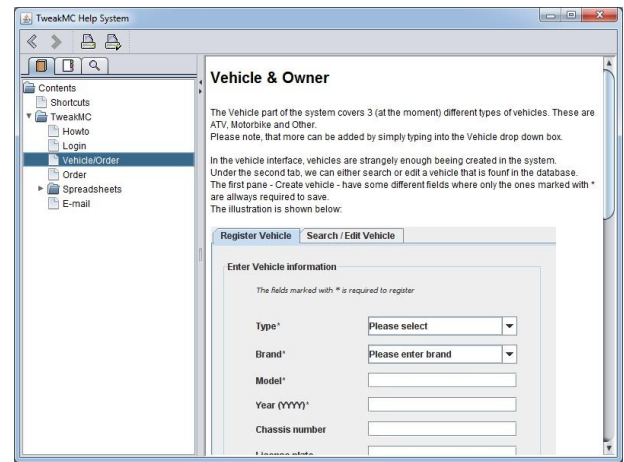 TweakMC Help System
Contents
Shortcuts
TweakMC
Howto
Login
Vehicle/Order
Order
Spreadsheets
E-mail
Vehicle & Owner
The Vehicle part of the system covers 3 (at the moment) different types of vehicles. These are
ATV, Motorbike and Other.
Please note, that more can be added by simply typing into the Vehicle drop down box.
In the vehicle interface, vehicles are strangely enough beeing created in the system.
Under the second tab, we can either search or edit a vehicle that is founf in the database.
The first pane - Create vehicle - have some different fields where only the ones marked with *
are allways required to save.
The illustration is shown below:
Register Vehicle Search / Edit Vehicle
Enter Vehicle information
The fields marked with * is required to register
Type* Please select
Brand* Please enter brand
Model*
Year (YYYY)*
Chassis number
License plate